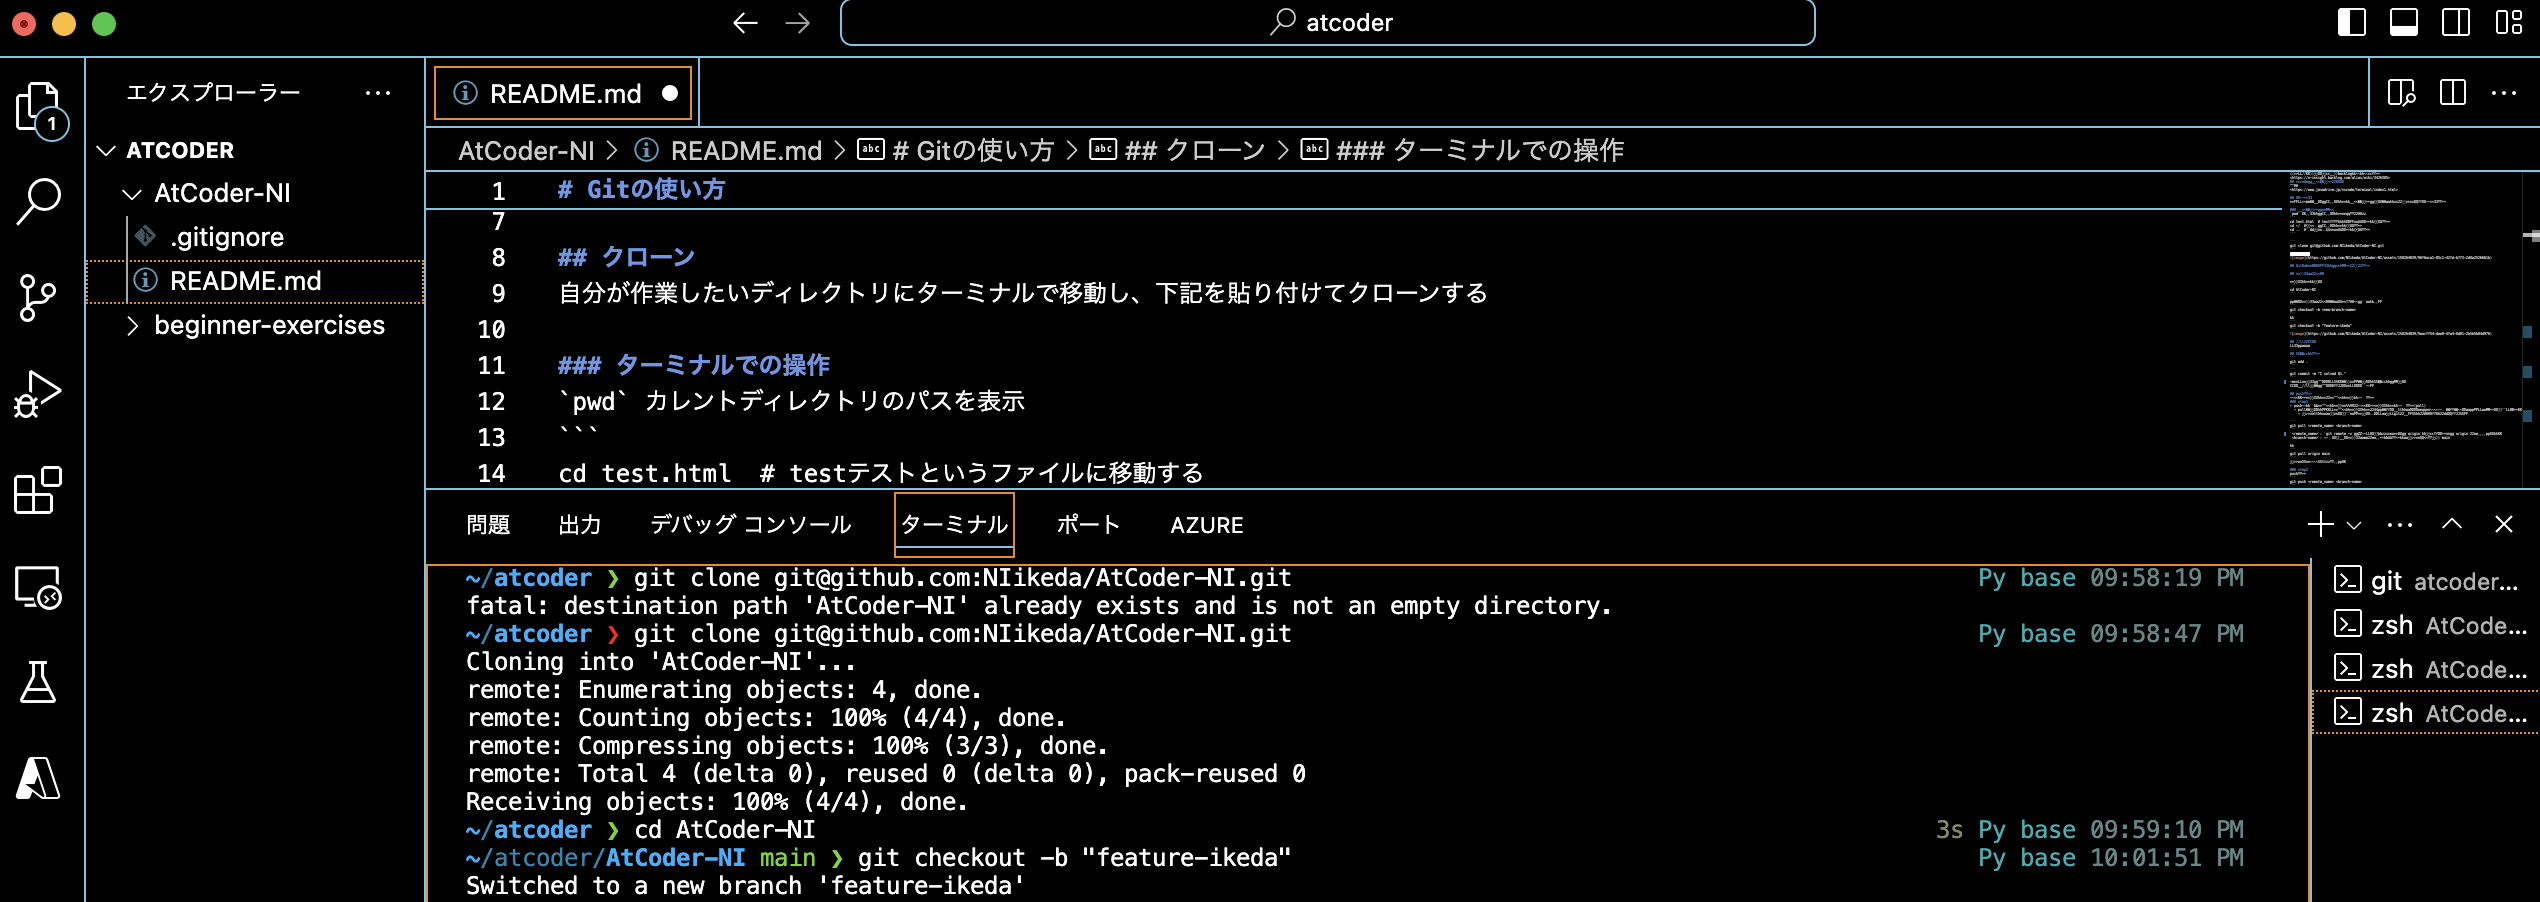 atcoder
エクスプローラー
1
ATCODER
AtCoder-NI
.gitignore
README.md
beginner-exercises
README.md
AtCoder-NI > README.md > # Gitの使い方 > ## クローン > ### ターミナルでの操作
1 # Gitの使い方
7
8 ## クローン
9 自分が作業したいディレクトリにターミナルで移動し、下記を貼り付けてクローンする
10
11 ### ターミナルでの操作
12 `pwd` カレントディレクトリのパスを表示
13 ```
14 cd test.html  # testテストというファイルに移動する
問題 出力 デバッグ コンソール ターミナル ポート AZURE
~/atcoder ❯ git clone git@github.com:NIikeda/AtCoder-NI.git Py base 09:58:19 PM
fatal: destination path 'AtCoder-NI' already exists and is not an empty directory.
~/atcoder ❯ git clone git@github.com:NIikeda/AtCoder-NI.git Py base 09:58:47 PM
Cloning into 'AtCoder-NI'...
remote: Enumerating objects: 4, done.
remote: Counting objects: 100% (4/4), done.
remote: Compressing objects: 100% (3/3), done.
remote: Total 4 (delta 0), reused 0 (delta 0), pack-reused 0
Receiving objects: 100% (4/4), done.
~/atcoder ❯ cd AtCoder-NI 3s Py base 09:59:10 PM
~/atcoder/AtCoder-NI main ❯ git checkout -b "feature-ikeda" Py base 10:01:51 PM
Switched to a new branch 'feature-ikeda'
git atcoder...
zsh AtCode...
zsh AtCode...
zsh AtCode...